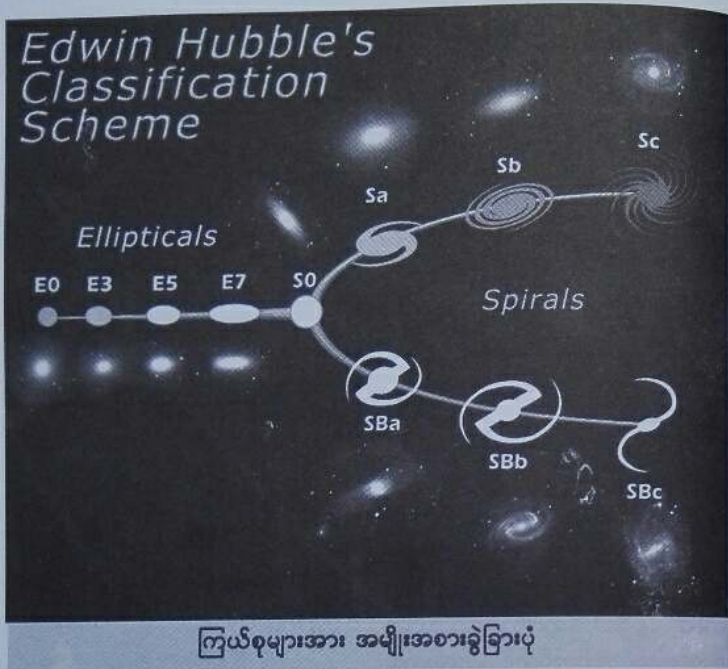 Edwin Hubble's
Classification
Scheme
Sc
Sb
Sa
Ellipticals
E0 E3 E5 E7 S0
Spirals
SBa
SBb
SBc
ကြယ်စုများအား အမျိုးအစားခွဲခြားပုံ